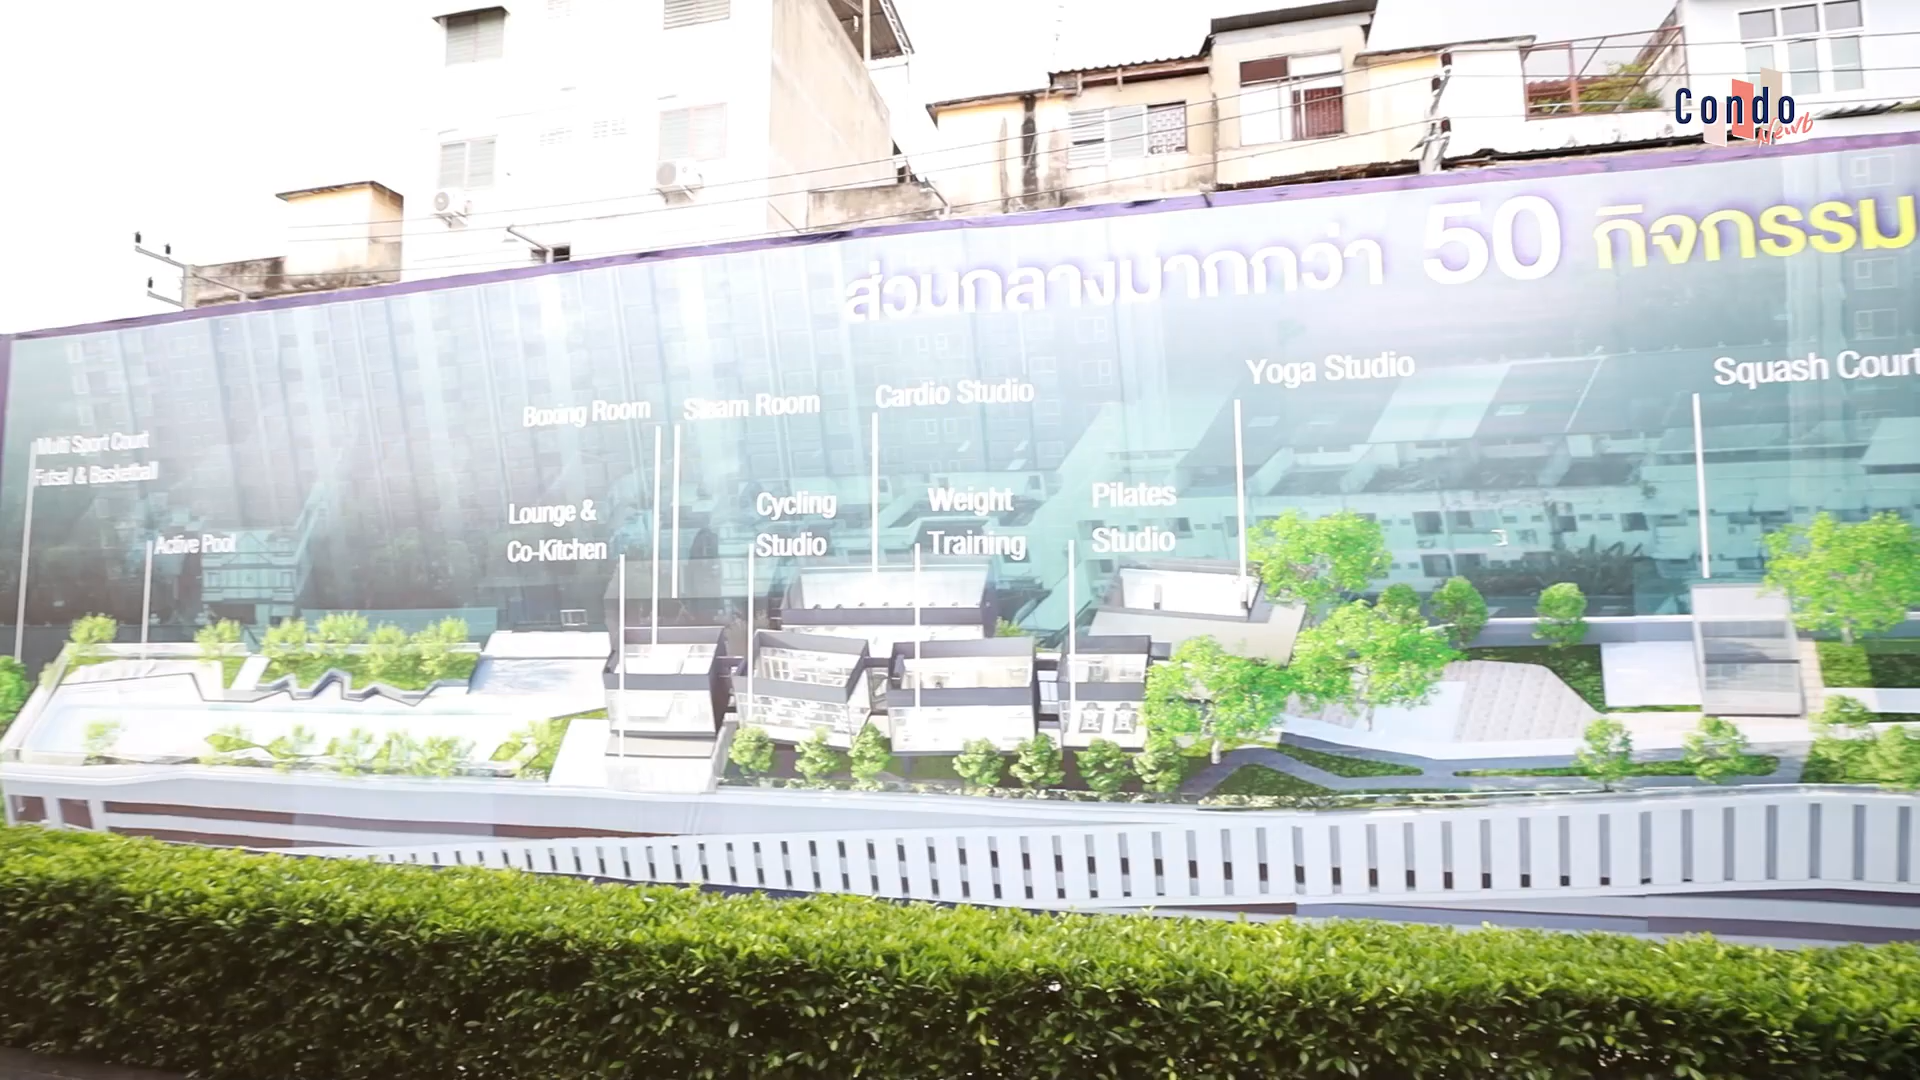 Condo
Newb
ส่วนกลางมากกว่า 50 กิจกรรม
Yoga Studio
Squash Court
Boxing Room
Steam Room
Cardio Studio
Multi Sport Court
Futsal & Basketball
Active Pool
Lounge &
Co-Kitchen
Cycling
Studio
Weight
Training
Pilates
Studio